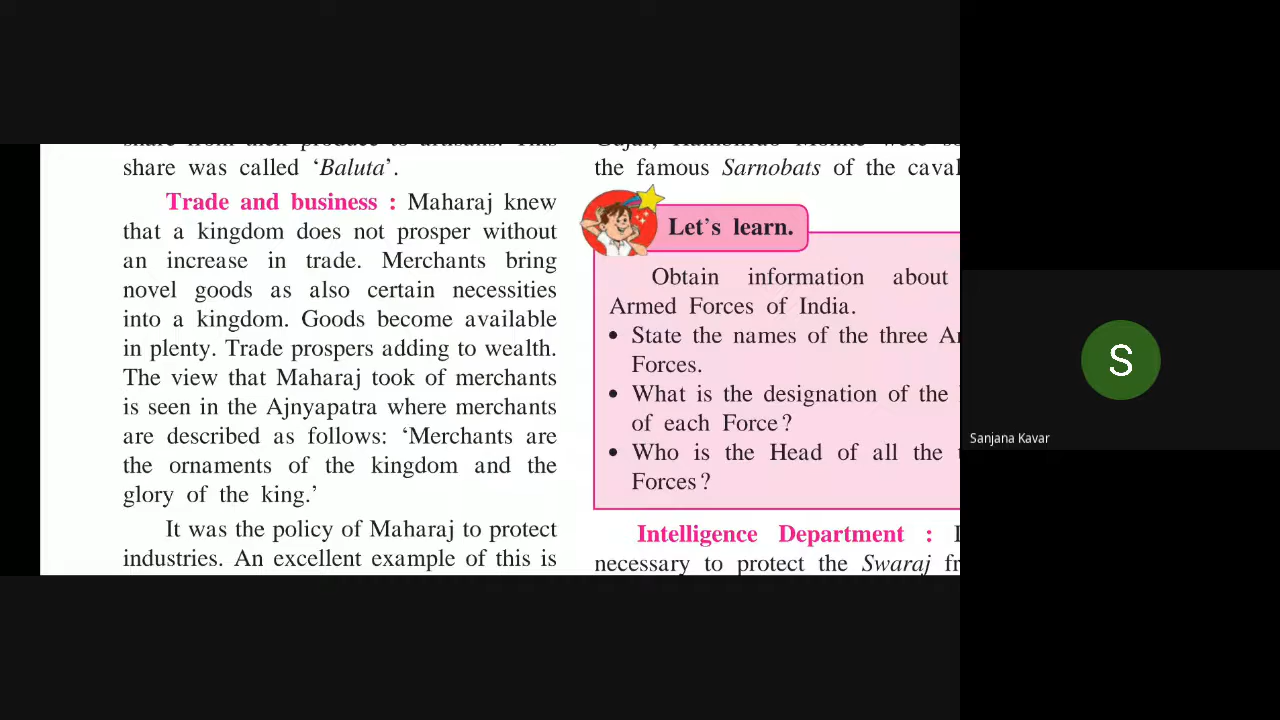 share was called ‘Baluta’.
Trade and business : Maharaj knew
that a kingdom does not prosper without
an increase in trade. Merchants bring
novel goods as also certain necessities
into a kingdom. Goods become available
in plenty. Trade prospers adding to wealth.
The view that Maharaj took of merchants
is seen in the Ajnyapatra where merchants
are described as follows: ‘Merchants are
the ornaments of the kingdom and the
glory of the king.’
It was the policy of Maharaj to protect
industries. An excellent example of this is
the famous Sarnobats of the
Let’s learn.
Obtain information about
Armed Forces of India.
• State the names of the three
Forces.
• What is the designation of the
of each Force?
• Who is the Head of all the
Forces?
Intelligence Department :
necessary to protect the Swaraj
S
Sanjana Kavar